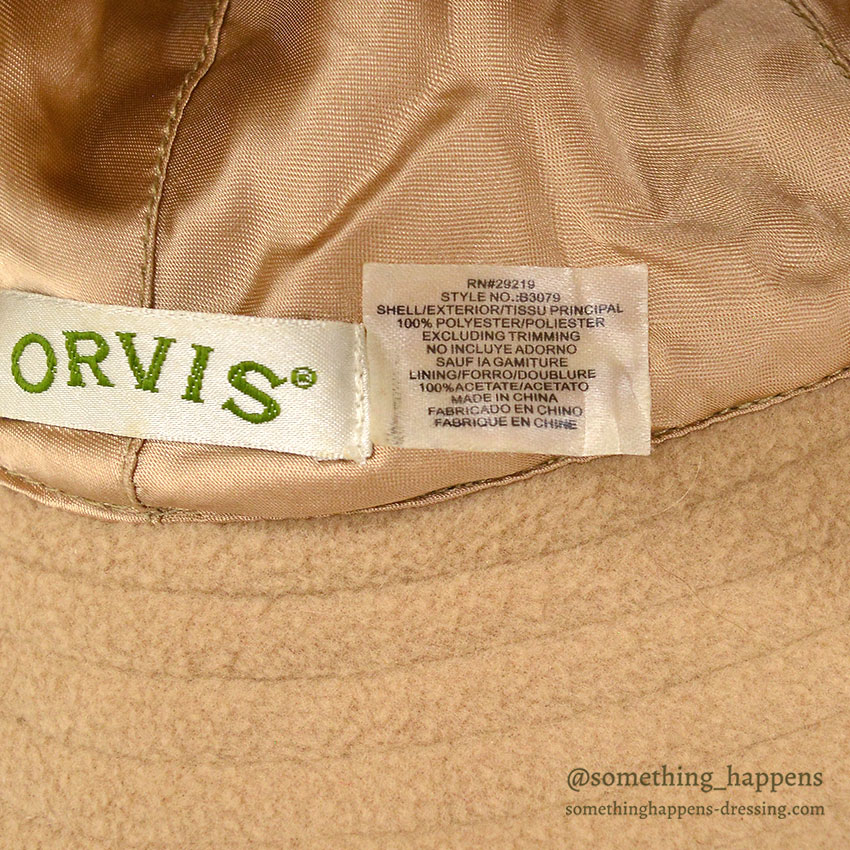 ORVIS®
RN#29219
STYLE NO.:B3079
SHELL/EXTERIOR/TISSU PRINCIPAL
100% POLYESTER/POLIESTER
EXCLUDING TRIMMING
NO INCLUYE ADORNO
SAUF IA GAMITURE
LINING/FORRO/DOUBLURE
100%ACETATE/ACETATO
MADE IN CHINA
FABRICADO EN CHINO
FABRIQUE EN CHINE
@something_happens
somethinghappens-dressing.com